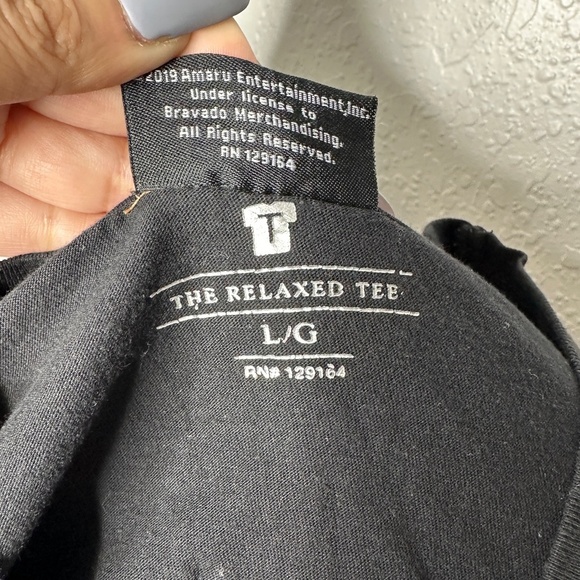 2019 Amaru Entertainment,Inc.
Under license to
Bravado Merchandising.
All Rights Reserved.
RN 129164
T
THE RELAXED TEE
L/G
RN# 129164